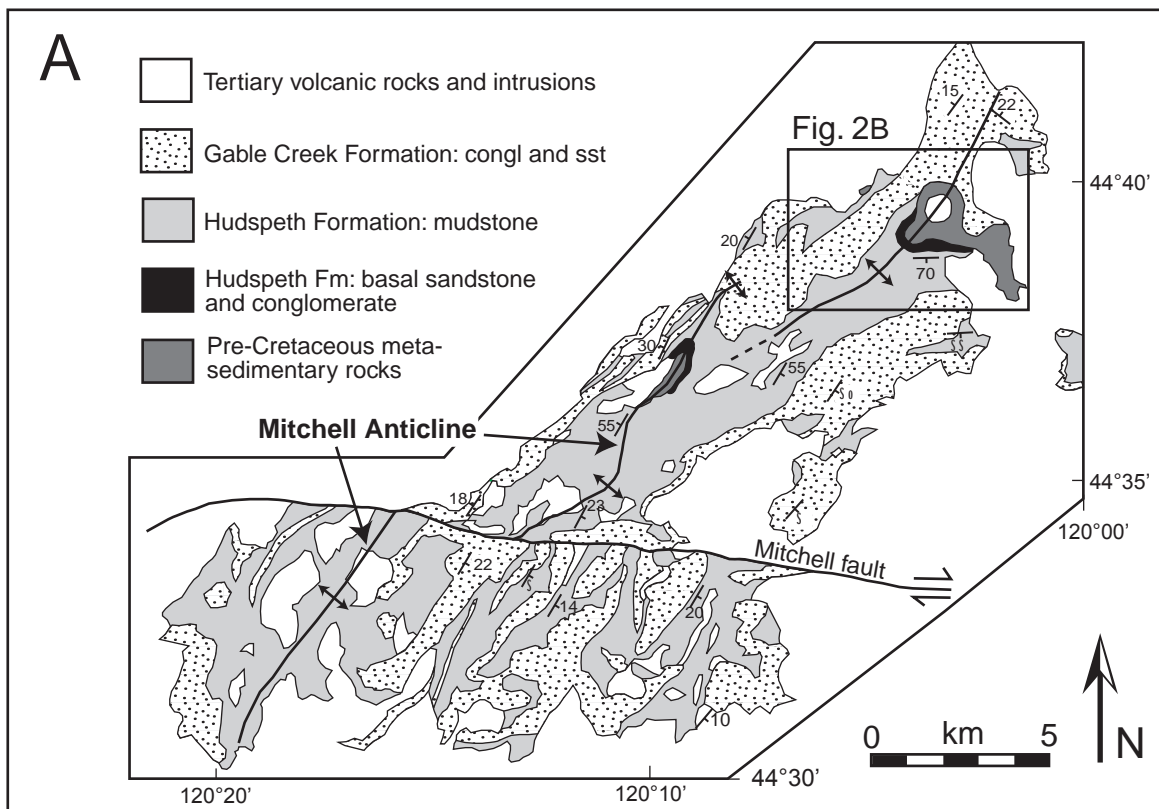 A
Tertiary volcanic rocks and intrusions
Gable Creek Formation: congl and sst
Hudspeth Formation: mudstone
Hudspeth Fm: basal sandstone
and conglomerate
Pre-Cretaceous meta-
sedimentary rocks
Mitchell Anticline
Fig. 2B
15
22
44°40’
20
70
30
55
55
44°35’
18
23
120°00’
Mitchell fault
22
14
20
10
0 km 5
N
44°30’
120°20’
120°10’